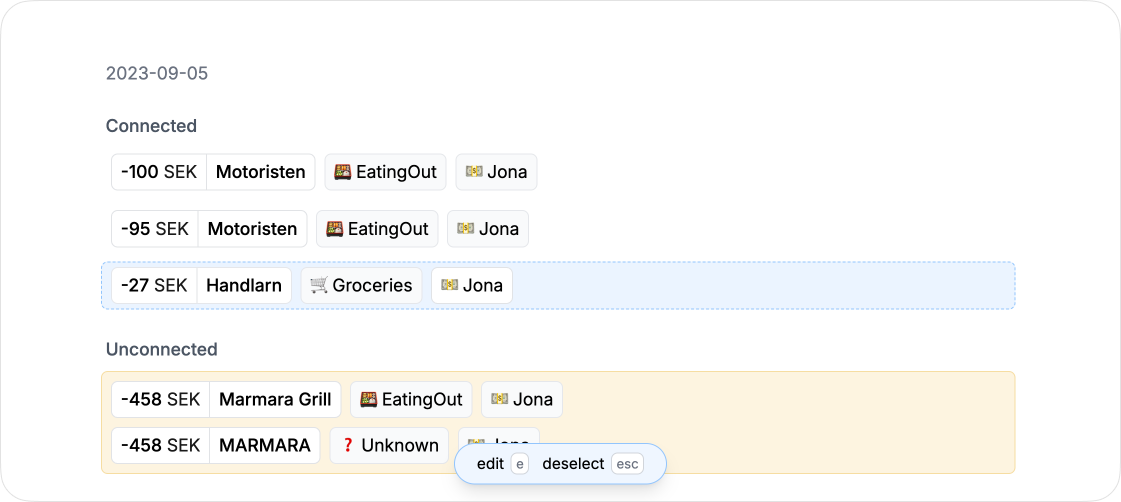 2023-09-05
Connected
-100 SEK Motoristen EatingOut Jona
-95 SEK Motoristen EatingOut Jona
-27 SEK Handlarn Groceries Jona
Unconnected
-458 SEK Marmara Grill EatingOut Jona
-458 SEK MARMARA ❓ Unknown Jona
edit e deselect esc